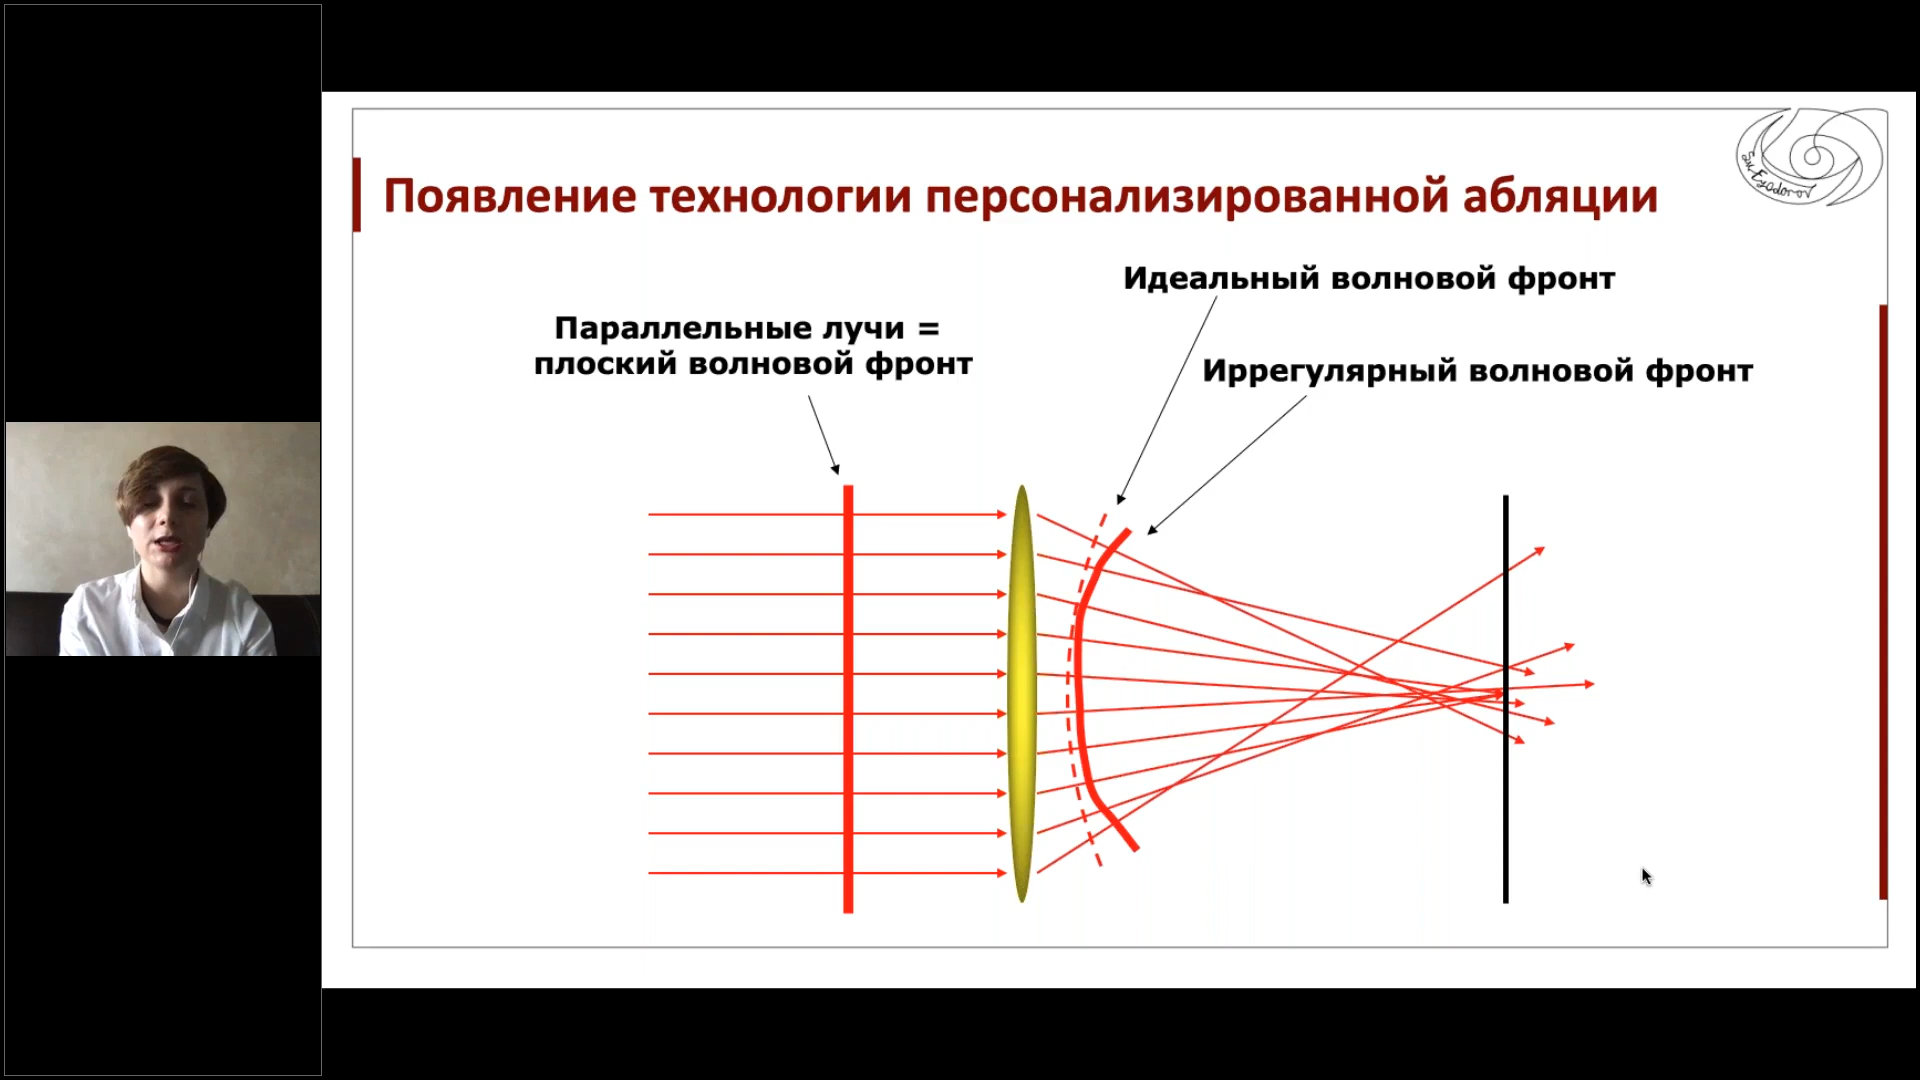 Появление технологии персонализированной абляции
Идеальный волновой фронт
Параллельные лучи =
плоский волновой фронт
Иррегулярный волновой фронт